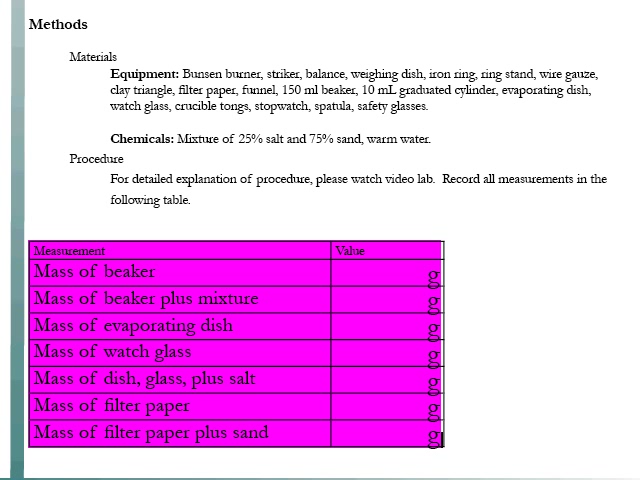 Methods
Materials
Equipment: Bunsen burner, striker, balance, weighing dish, iron ring, ring stand, wire gauze,
clay triangle, filter paper, funnel, 150 ml beaker, 10 mL graduated cylinder, evaporating dish,
watch glass, crucible tongs, stopwatch, spatula, safety glasses.
Chemicals: Mixture of 25% salt and 75% sand, warm water.
Procedure
For detailed explanation of procedure, please watch video lab. Record all measurements in the
following table.
Measurement Value
Mass of beaker g
Mass of beaker plus mixture g
Mass of evaporating dish g
Mass of watch glass g
Mass of dish, glass, plus salt g
Mass of filter paper g
Mass of filter paper plus sand g